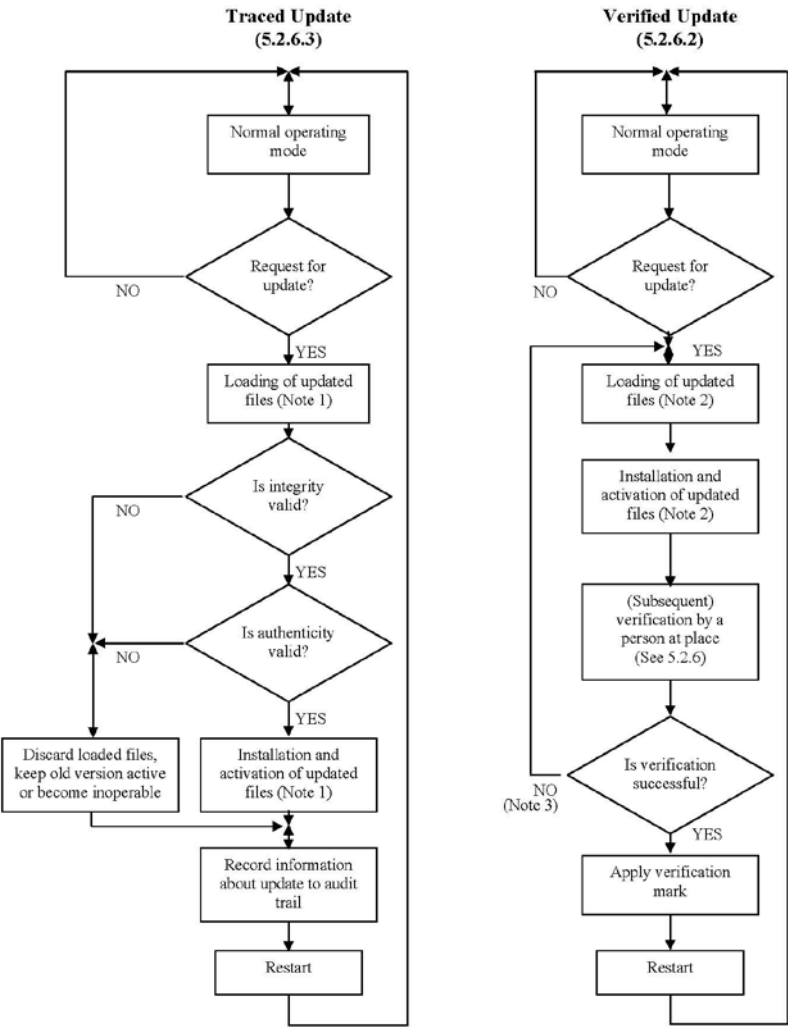 Traced Update
(5.2.6.3)
Normal operating
mode
Request for
update?
NO
YES
Loading of updated
files (Note 1)
Is integrity
valid?
NO
YES
Is authenticity
valid?
NO
YES
Discard loaded files,
keep old version active
or become inoperable
Installation and
activation of updated
files (Note 1)
Record information
about update to audit
trail
Restart
Verified Update
(5.2.6.2)
Normal operating
mode
Request for
update?
NO
YES
Loading of updated
files (Note 2)
Installation and
activation of updated
files (Note 2)
(Subsequent)
verification by a
person at place
(See 5.2.6)
Is verification
successful?
NO
(Note 3)
YES
Apply verification
mark
Restart